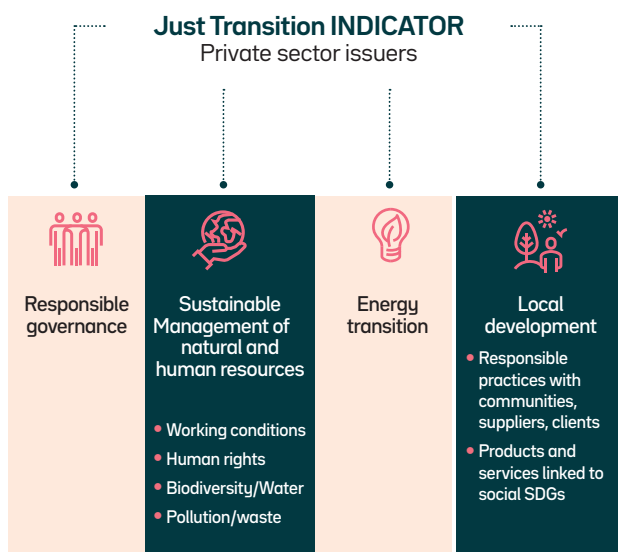 Just Transition INDICATOR
Private sector issuers
Responsible
governance
Sustainable
Management of
natural and
human resources
• Working conditions
• Human rights
• Biodiversity/Water
• Pollution/waste
Energy
transition
Local
development
• Responsible
practices with
communities,
suppliers, clients
• Products and
services linked to
social SDGs